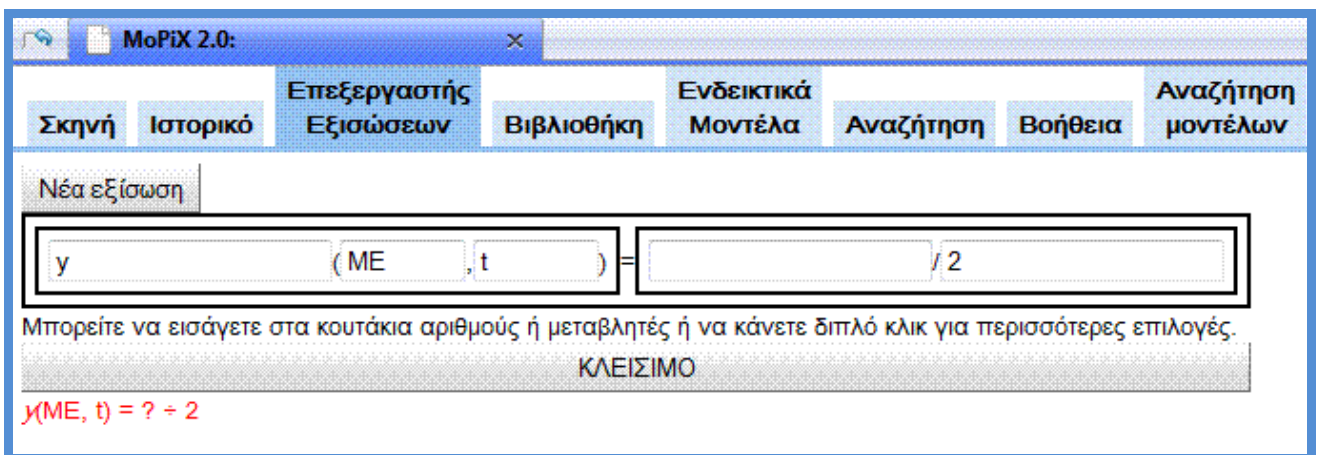 MoPiX 2.0:
Σκηνή Ιστορικό Επεξεργαστής Εξισώσεων Βιβλιοθήκη Ενδεικτικά Μοντέλα Αναζήτηση Βοήθεια Αναζήτηση μοντέλων
Νέα εξίσωση
y ( ME , t ) = / 2
Μπορείτε να εισάγετε στα κουτάκια αριθμούς ή μεταβλητές ή να κάνετε διπλό κλικ για περισσότερες επιλογές.
ΚΛΕΙΣΙΜΟ
y(ME, t) = ? ÷ 2